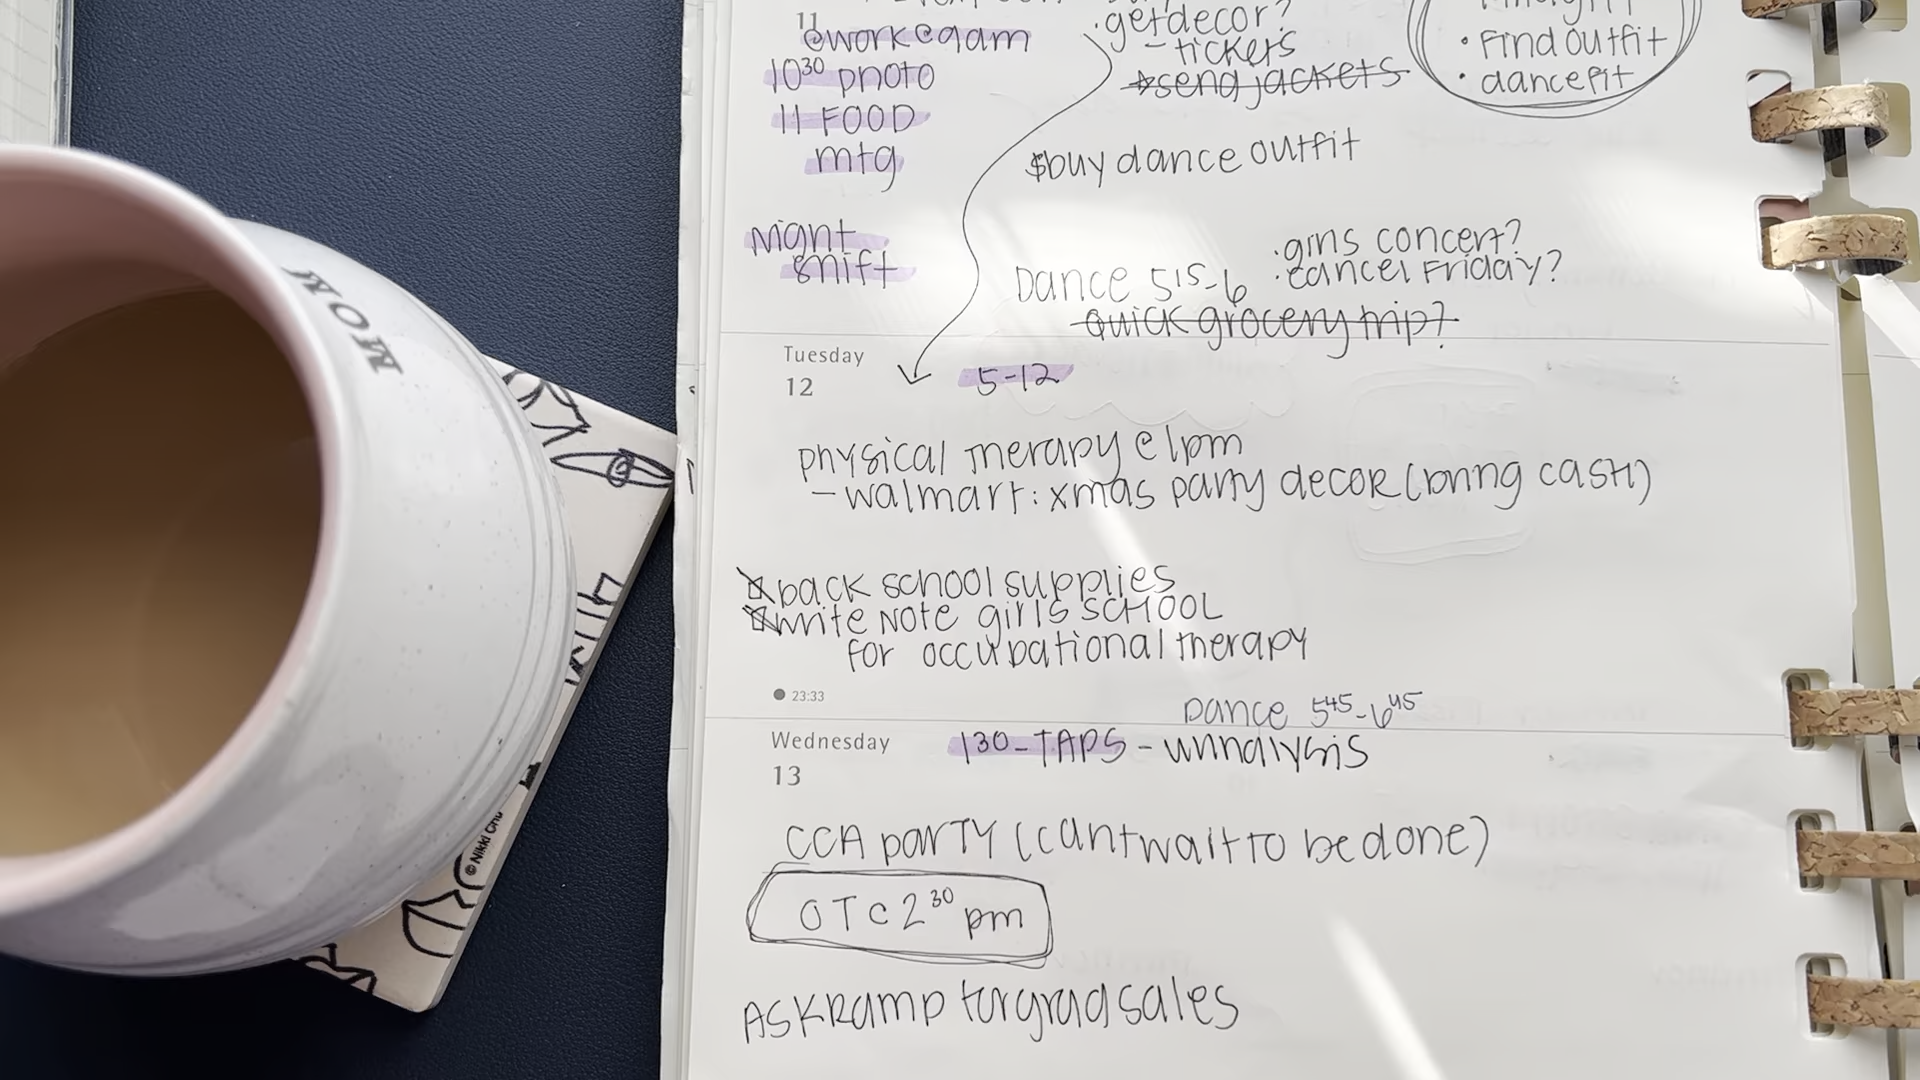 11
@work@9am
10³⁰ photo
11 FOOD
mtg
Night
shift
·get decor?
-tickers
send jackets
• Find outfit
• dance fit
$buy dance outfit
·girls concert?
·cancel Friday?
Dance 5¹⁵-6
quick grocery trip?
Tuesday
12
5-12
physical therapy @ 1pm
- walmart: xmas party decor (bring cash)
pack school supplies
write note girls SCHOOL
for occupational therapy
● 23:33
Dance 5⁴⁵-6⁴⁵
Wednesday
13
130-TAPS - urinalysis
CCA party (cant wait to be done)
OT @ 2³⁰ pm
ASK Ramp for grad sales
MOM
© Nikki Chu